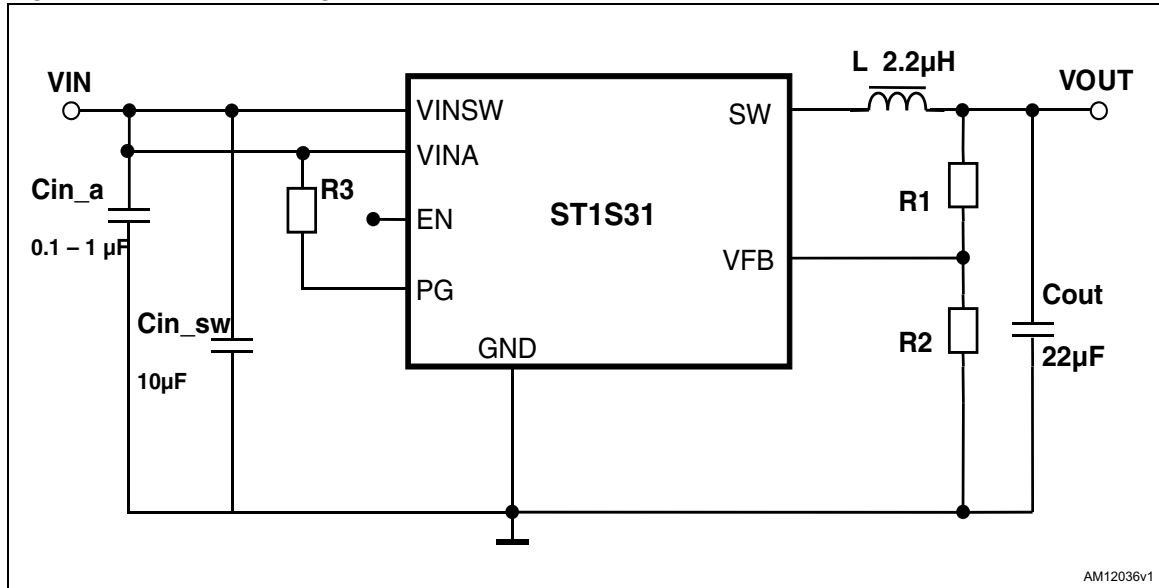 L 2.2µH
VIN
VOUT
VINSW
SW
VINA
Cin_a
R3
R1
ST1S31
EN
0.1 – 1 µF
VFB
PG
Cout
Cin_sw
R2
GND
22µF
10µF
AM12036v1